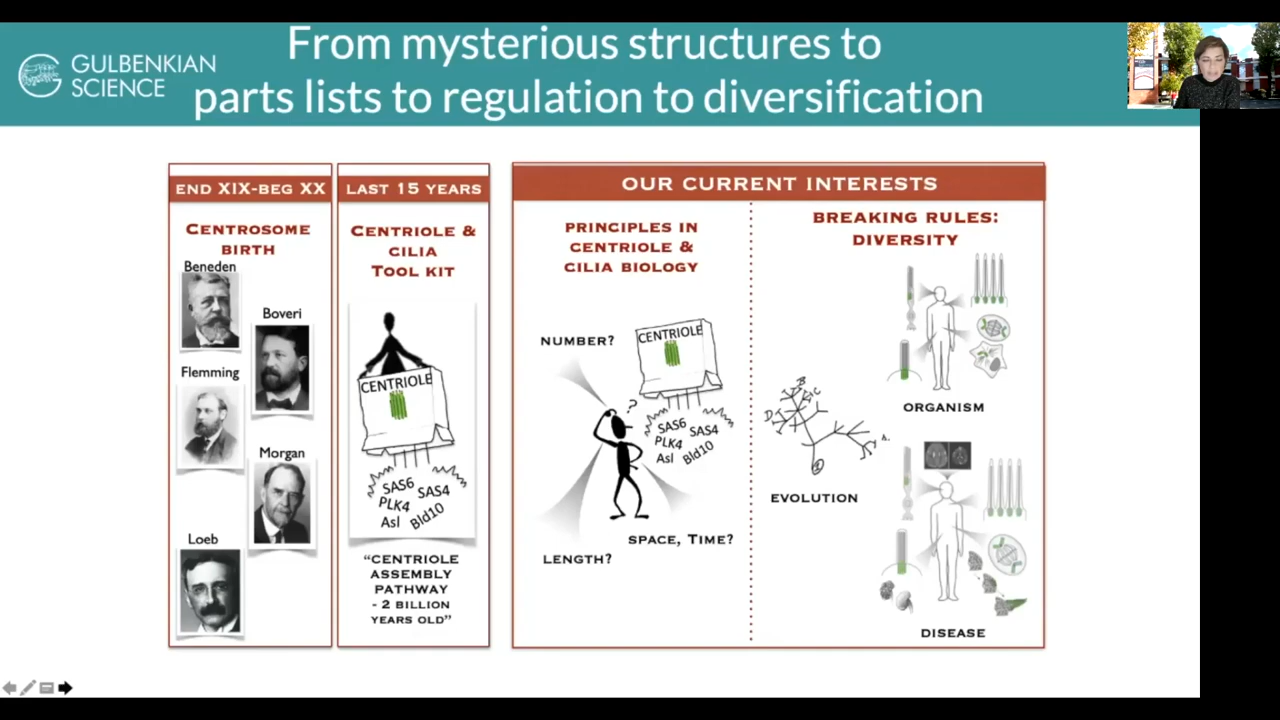 GULBENKIAN
SCIENCE
From mysterious structures to
parts lists to regulation to diversification
END XIX-BEG XX
CENTROSOME
BIRTH
Beneden
Boveri
Flemming
Morgan
Loeb
LAST 15 YEARS
CENTRIOLE &
CILIA
TOOL KIT
CENTRIOLE
SAS6
SAS4
PLK4
Asl
Bld10
“CENTRIOLE
ASSEMBLY
PATHWAY
- 2 BILLION
YEARS OLD”
OUR CURRENT INTERESTS
PRINCIPLES IN
CENTRIOLE &
CILIA BIOLOGY
NUMBER?
CENTRIOLE
?
SAS6
SAS4
PLK4
Asl
Bld10
SPACE, TIME?
LENGTH?
BREAKING RULES:
DIVERSITY
B
C
D
A
EVOLUTION
ORGANISM
DISEASE